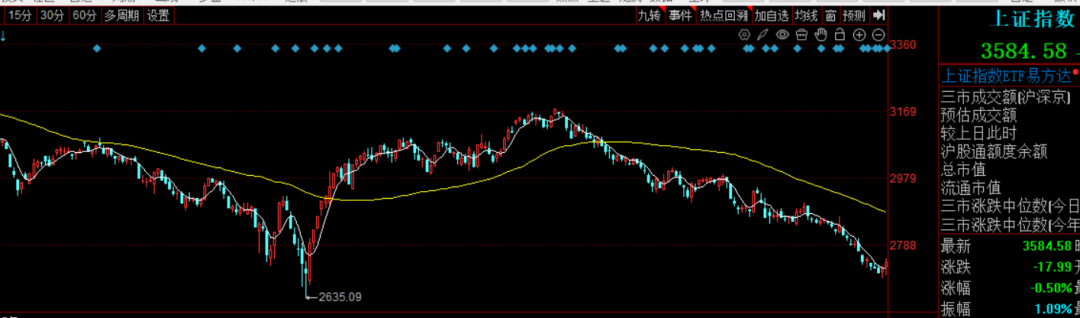 15分 30分 60分 多周期 设置
九转 事件 热点回溯 加自选 均线 窗 预测
上证指数
3584.58
3360
上证指数ETF易方达
三市成交额(沪深京)
3169
预估成交额
较上日此时
沪股通额度余额
总市值
2979
流通市值
三市涨跌中位数(今日
三市涨跌中位数(今年
2788
最新 3584.58
涨跌 -17.99
涨幅 -0.50%
2635.09
振幅 1.09%